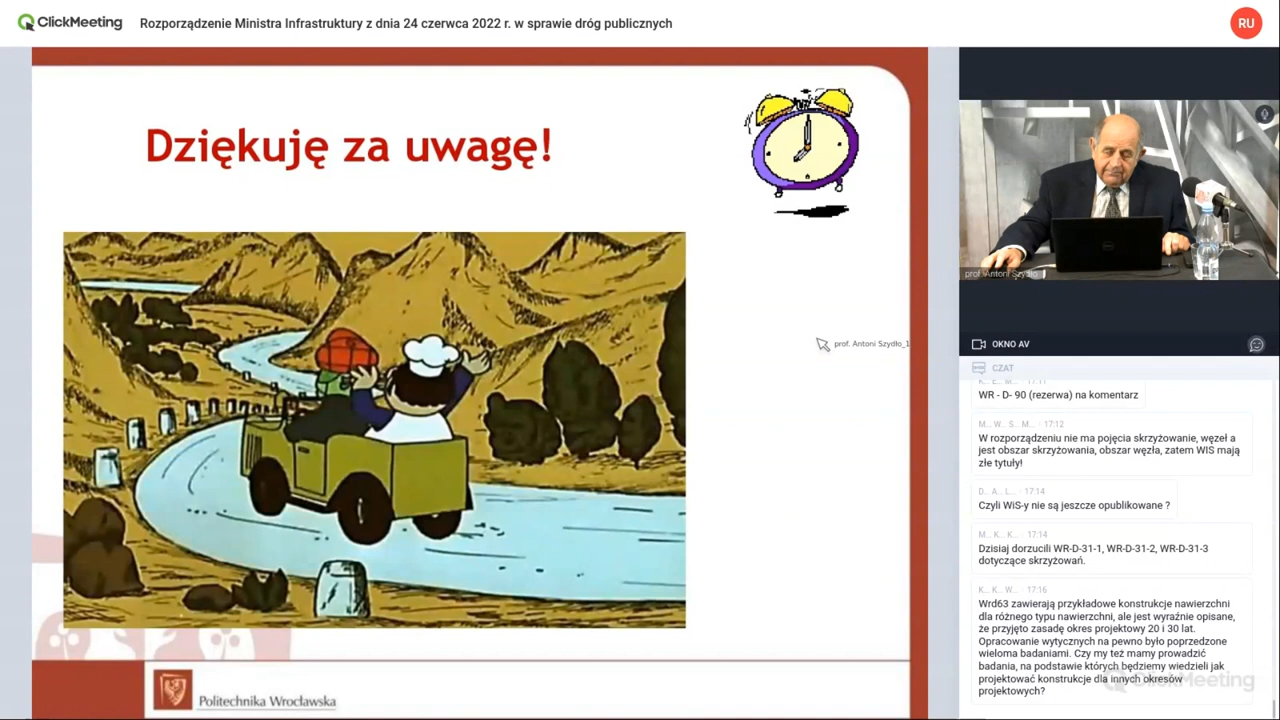 ClickMeeting Rozporządzenie Ministra Infrastruktury z dnia 24 czerwca 2022 r. w sprawie dróg publicznych
RU
Dziękuję za uwagę!
prof. Antoni Szydło_1
Politechnika Wrocławska
prof. Antoni Szydło
OKNO AV
CZAT
K... E... M... · 17:11
WR - D- 90 (rezerwa) na komentarz
M... W... S... M... · 17:12
W rozporządzeniu nie ma pojęcia skrzyżowanie, węzeł a
jest obszar skrzyżowania, obszar węzła, zatem WIS mają
złe tytuły!
D... A... L... · 17:14
Czyli WiS-y nie są jeszcze opublikowane ?
M... K... K... · 17:14
Dzisiaj dorzucili WR-D-31-1, WR-D-31-2, WR-D-31-3
dotyczące skrzyżowań.
K... K... W... · 17:16
Wrd63 zawierają przykładowe konstrukcje nawierzchni
dla różnego typu nawierzchni, ale jest wyraźnie opisane,
że przyjęto zasadę okres projektowy 20 i 30 lat.
Opracowanie wytycznych na pewno było poprzedzone
wieloma badaniami. Czy my też mamy prowadzić
badania, na podstawie których będziemy wiedzieli jak
projektować konstrukcje dla innych okresów
projektowych?
ClickMeeting